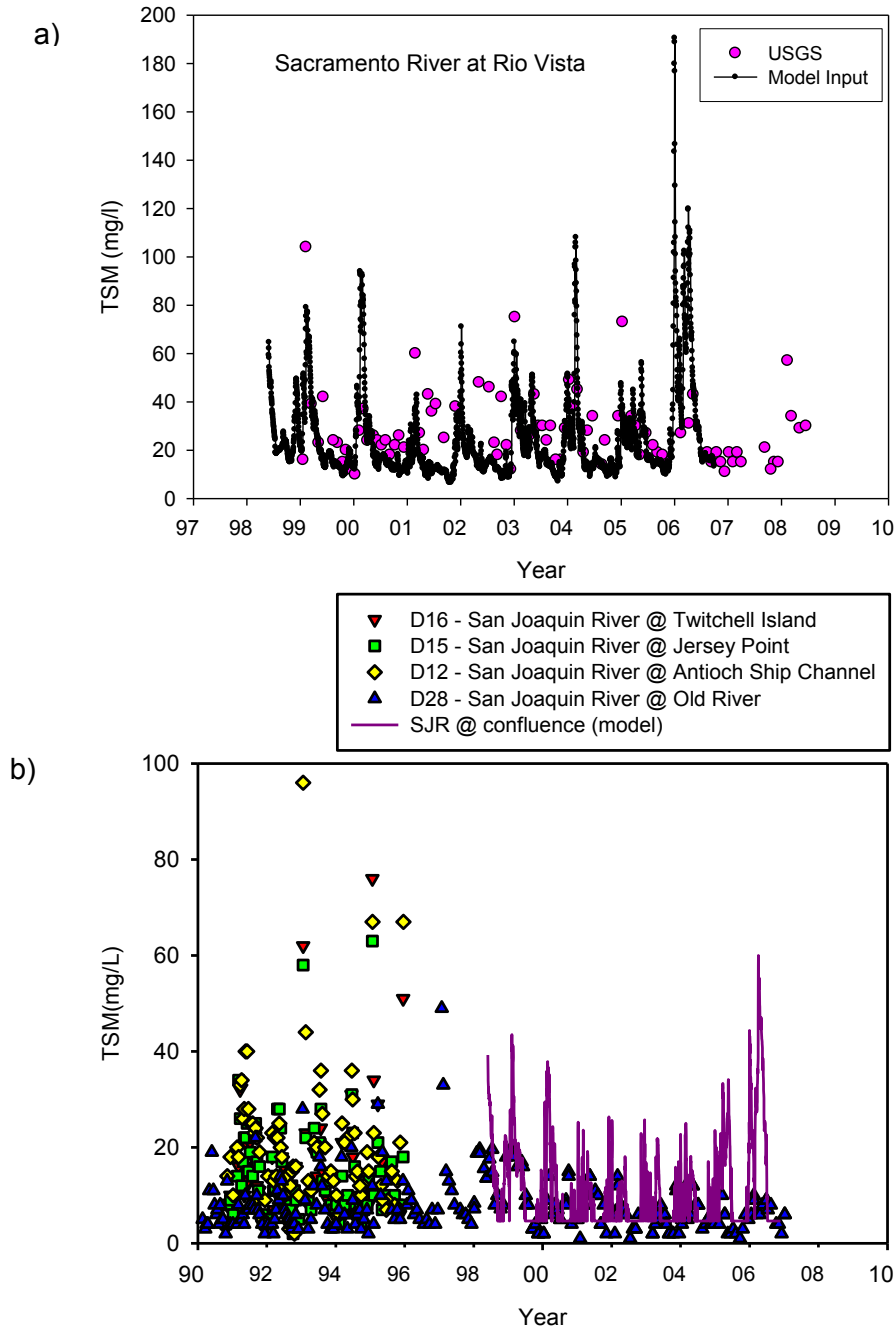 a)
Sacramento River at Rio Vista
USGS
Model Input
TSM (mg/l)
200
180
160
140
120
100
80
60
40
20
0
97 98 99 00 01 02 03 04 05 06 07 08 09 10
Year
D16 - San Joaquin River @ Twitchell Island
D15 - San Joaquin River @ Jersey Point
D12 - San Joaquin River @ Antioch Ship Channel
D28 - San Joaquin River @ Old River
SJR @ confluence (model)
b)
TSM(mg/L)
100
80
60
40
20
0
90 92 94 96 98 00 02 04 06 08 10
Year